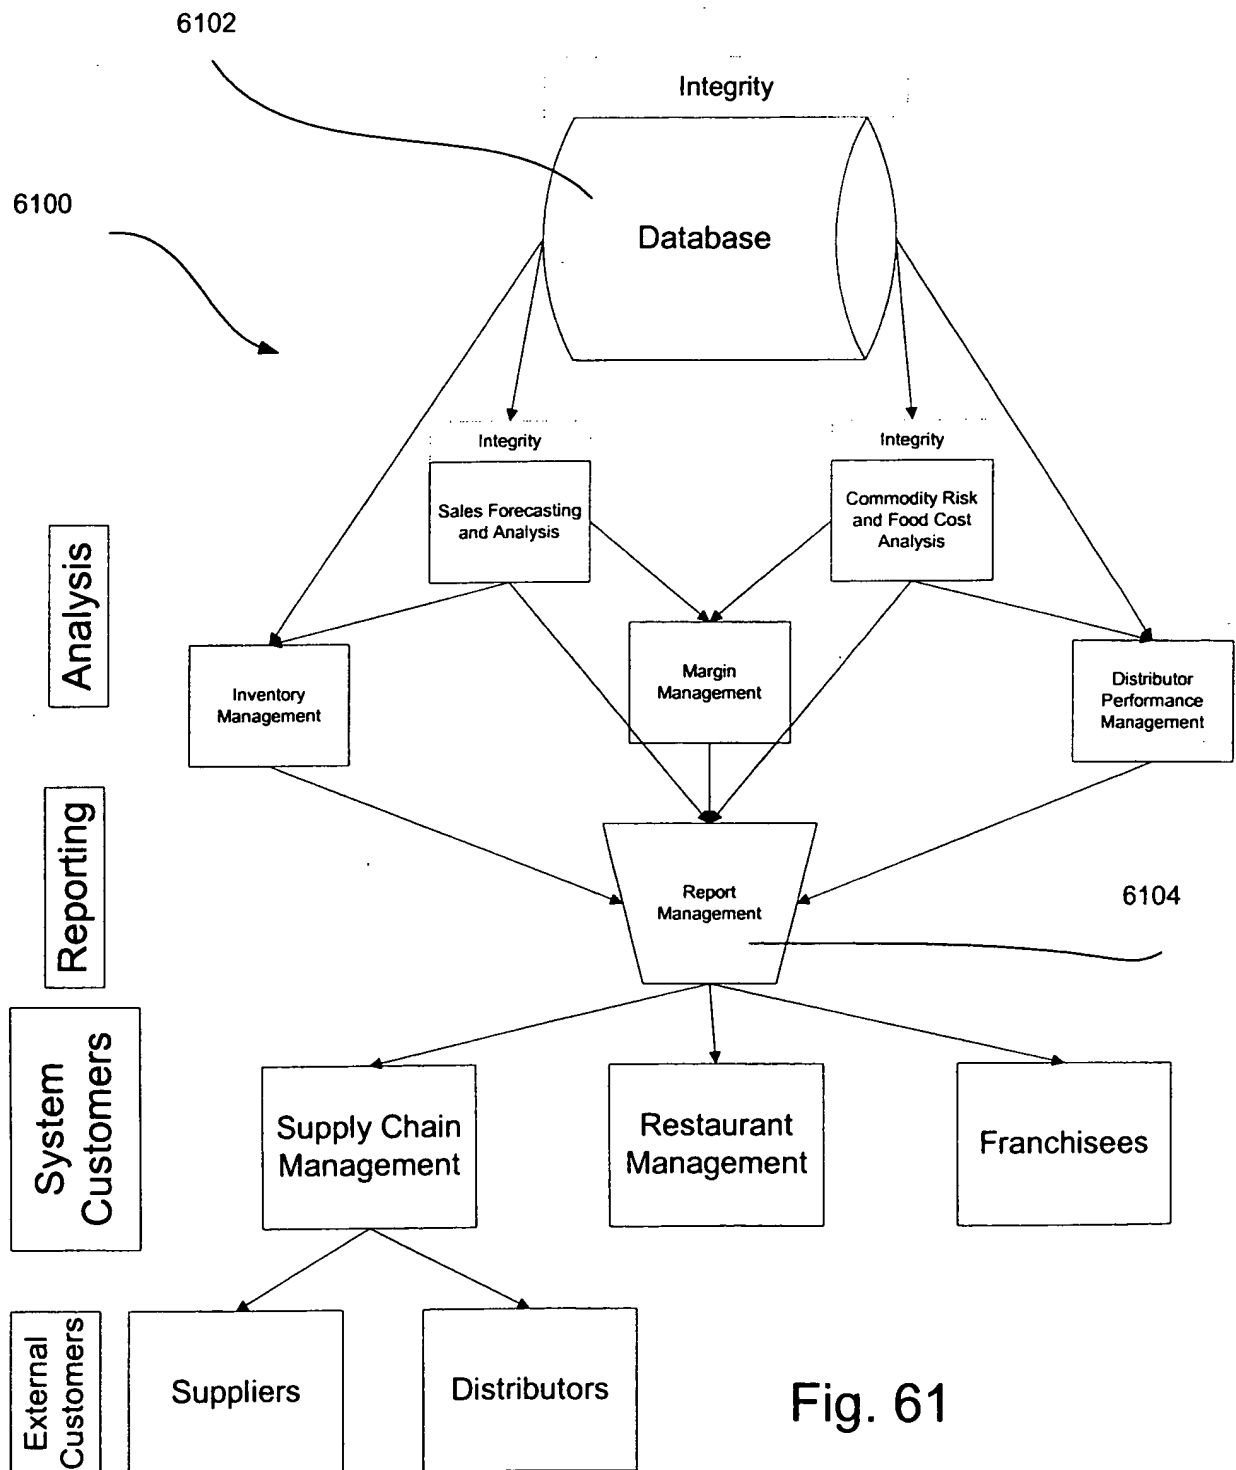 6102
Integrity
6100
Database
Integrity
Integrity
Sales Forecasting
and Analysis
Commodity Risk
and Food Cost
Analysis
Analysis
Inventory
Management
Margin
Management
Distributor
Performance
Management
Reporting
Report
Management
6104
System
Customers
Supply Chain
Management
Restaurant
Management
Franchisees
External
Customers
Suppliers
Distributors
Fig. 61